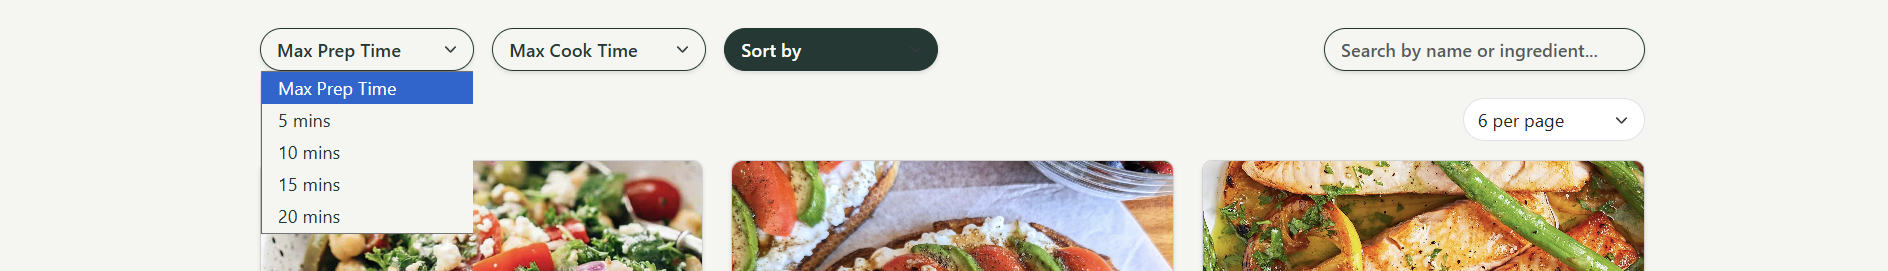 Max Prep Time
Max Cook Time
Sort by
Search by name or ingredient...
Max Prep Time
5 mins
10 mins
15 mins
20 mins
6 per page